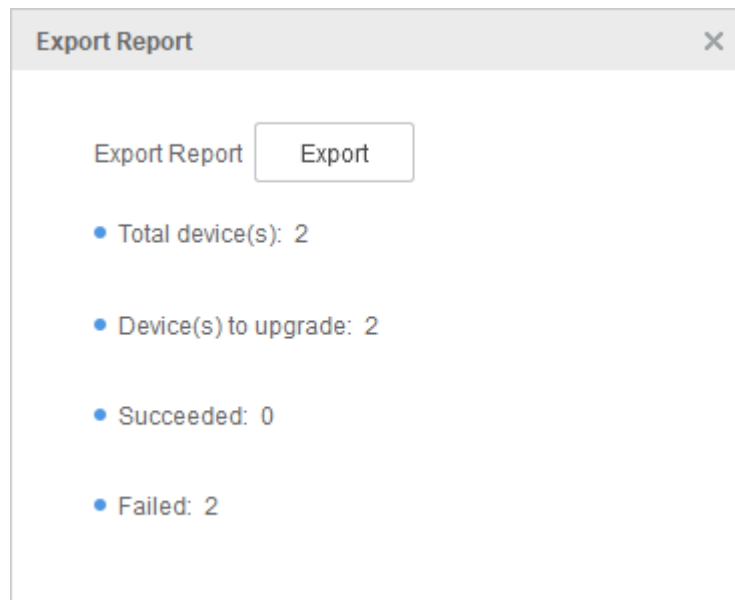 Export Report
Export Report Export
Total device(s): 2
Device(s) to upgrade: 2
Succeeded: 0
Failed: 2